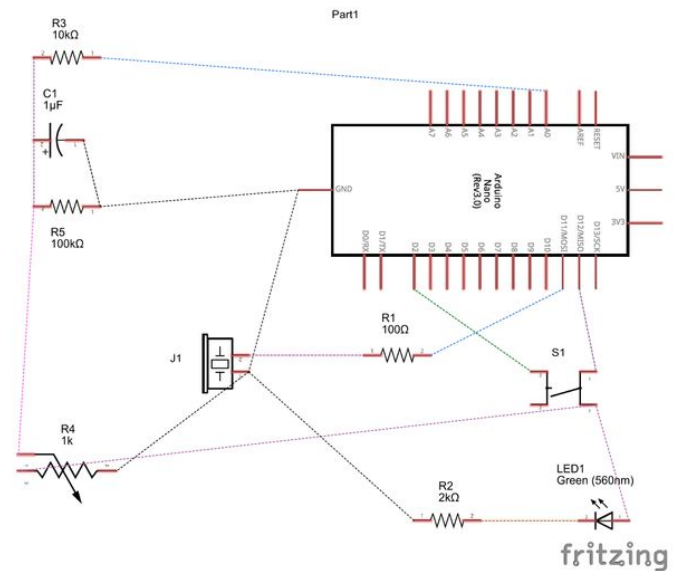 Part1
R3
10kΩ
C1
1µF
+
R5
100kΩ
A7
A6
A5
A4
A3
A2
A1
A0
AREF
RESET
VIN
5V
3V3
GND
Arduino
Nano
(Rev3.0)
D0/RX
D1/TX
D2
D3
D4
D5
D6
D7
D8
D9
D10
D11/MOSI
D12/MISO
D13/SCK
R1
100Ω
J1
S1
R4
1k
R2
2kΩ
LED1
Green (560nm)
fritzing